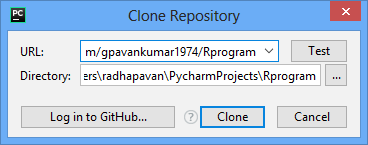 PC
Clone Repository
URL: m/gpavankumar1974/Rprogram Test
Directory: ers\radhapavan\PycharmProjects\Rprogram ...
Log in to GitHub... ? Clone Cancel